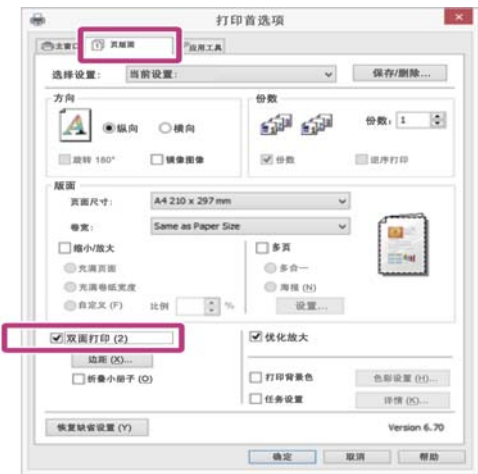 打印首选项
主窗口 页版面 应用工具
选择设置: 当前设置: 保存/删除...
方向 份数
纵向 横向 份数: 1
旋转 180° 镜像图像 份数 逆序打印
版面
页面尺寸: A4 210 x 297 mm
卷宽: Same as Paper Size
缩小/放大 多页
充满页面 多合一
充满卷纸宽度 海报 (N)
自定义 (F) 比例 % 设置...
双面打印 (2) 优化放大
边距 (X)...
折叠小册子 (O) 打印背景色 色彩设置 (H)...
任务设置 详情 (K)...
恢复缺省设置 (Y) Version 6.70
确定 取消 帮助